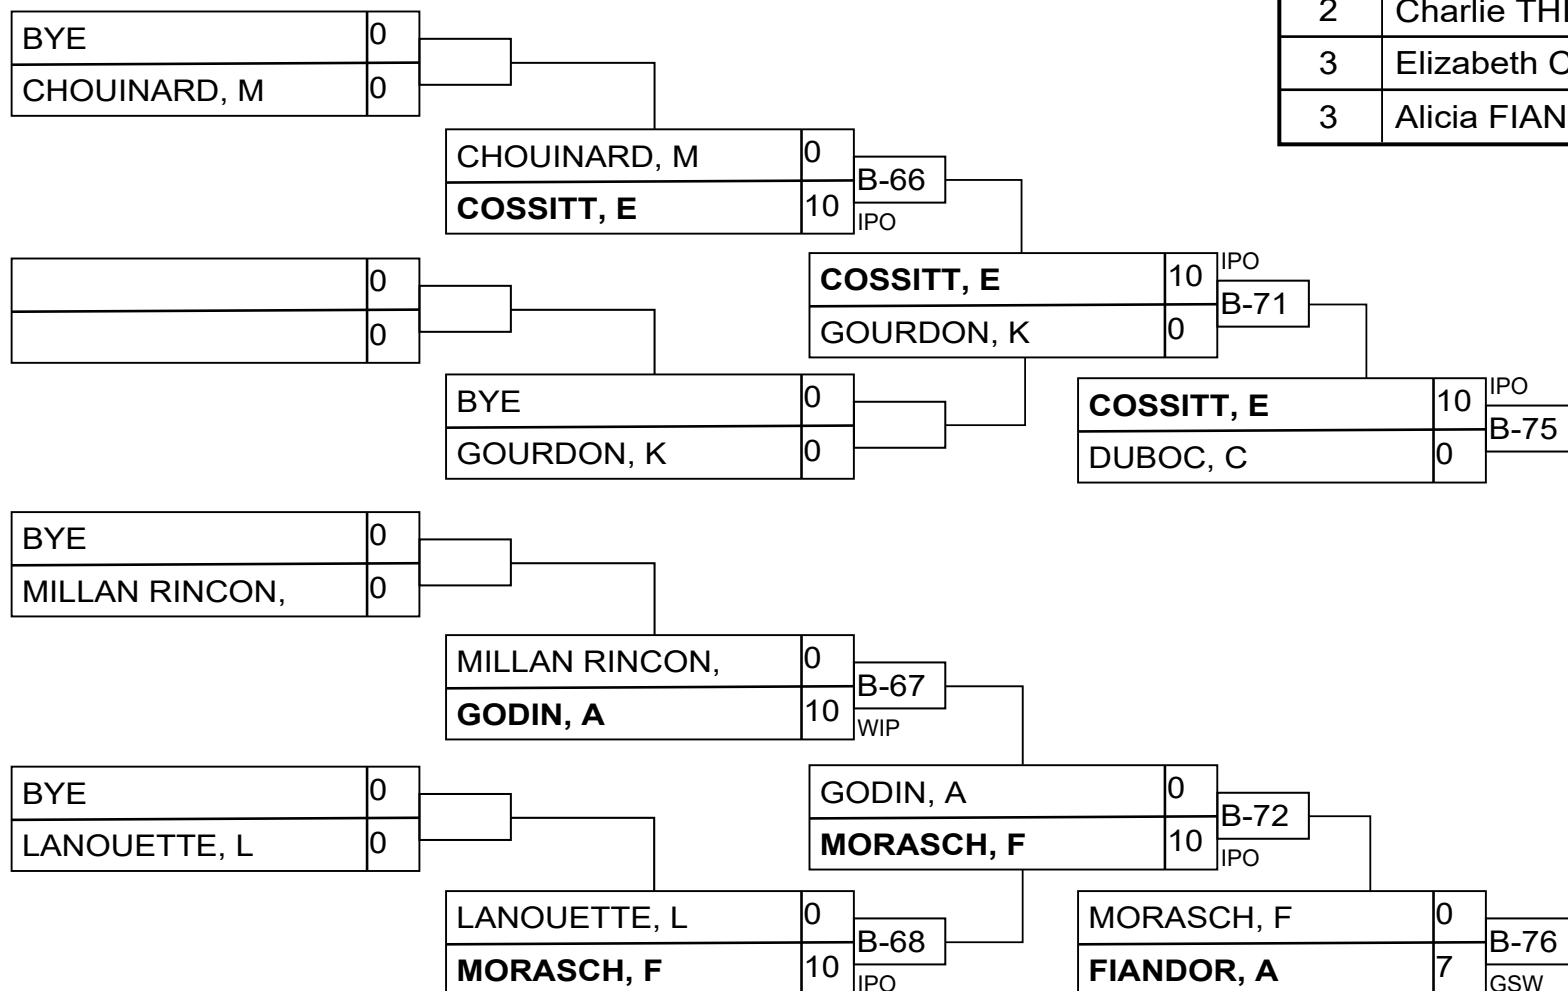 2 Charlie
3 Elizabeth
3 Alicia
BYE 0
CHOUINARD, M 0
CHOUINARD, M 0
COSSITT, E 10
B-66
IPO
0
0
COSSITT, E 10
GOURDON, K 0
IPO
B-71
BYE 0
GOURDON, K 0
COSSITT, E 10
DUBOC, C 0
IPO
B-75
BYE 0
MILLAN RINCON, 0
MILLAN RINCON, 0
GODIN, A 10
B-67
WIP
BYE 0
LANOUETTE, L 0
GODIN, A 0
MORASCH, F 10
B-72
IPO
LANOUETTE, L 0
MORASCH, F 10
B-68
IPO
MORASCH, F 0
FIANDOR, A 7
B-76
GSW